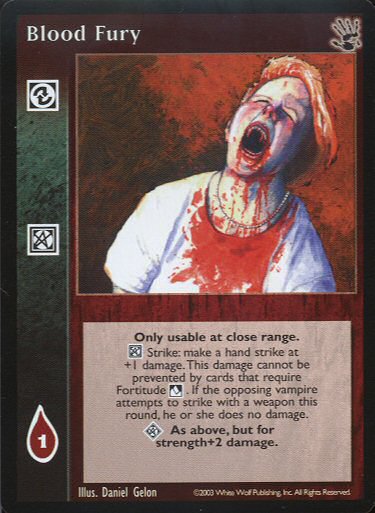 Blood Fury
Only usable at close range.
Strike: make a hand strike at
+1 damage. This damage cannot be
prevented by cards that require
Fortitude . If the opposing vampire
attempts to strike with a weapon this
round, he or she does no damage.
As above, but for
strength+2 damage.
1
Illus. Daniel Gelon
©2003 White Wolf Publishing, Inc. All Rights Reserved.